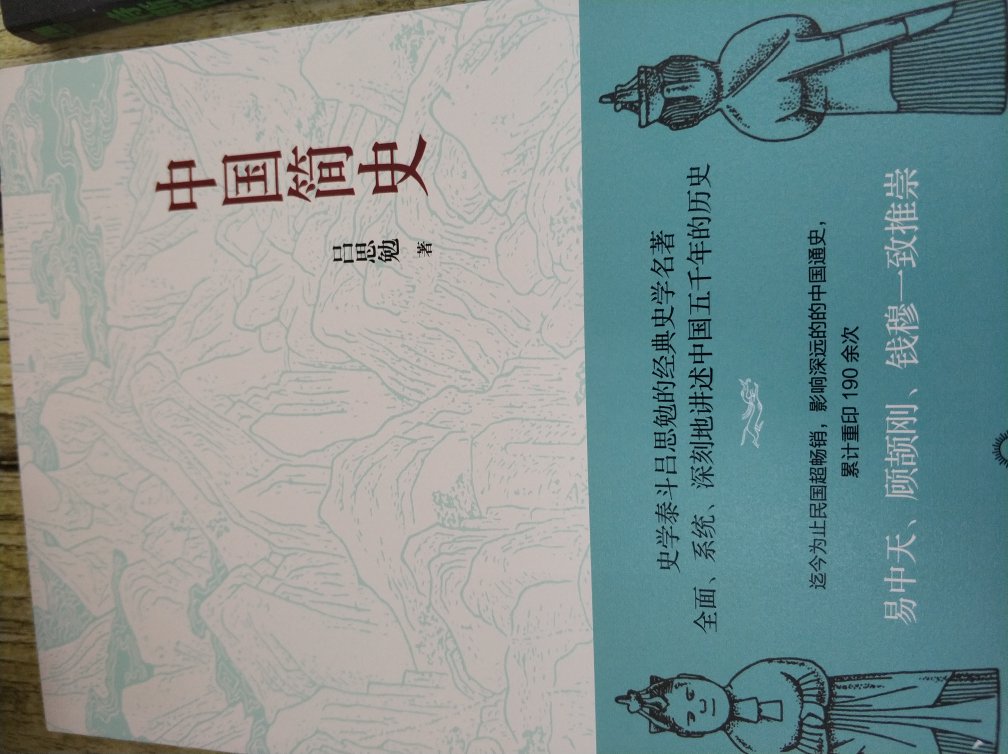 中国简史
吕思勉 著
史学泰斗吕思勉的经典史学名著
全面、系统、深刻地讲述中国五千年的历史
迄今为止民国超畅销，影响深远的的中国通史，
累计重印 190 余次
易中天、顾颉刚、钱穆一致推崇